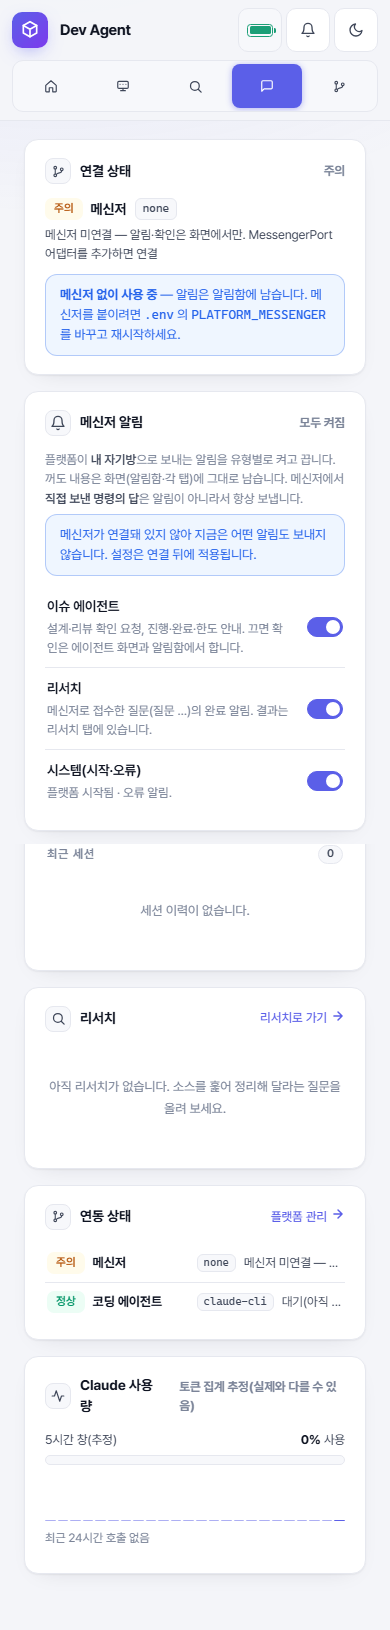 Dev Agent
연결 상태
주의
주의 메신저 none
메신저 미연결 — 알림·확인은 화면에서만. MessengerPort
어댑터를 추가하면 연결
메신저 없이 사용 중 — 알림은 알림함에 남습니다. 메
신저를 붙이려면 .env 의 PLATFORM_MESSENGER
를 바꾸고 재시작하세요.
메신저 알림
모두 켜짐
플랫폼이 내 자기방으로 보내는 알림을 유형별로 켜고 끕니다.
꺼도 내용은 화면(알림함·각 탭)에 그대로 남습니다. 메신저에서
직접 보낸 명령의 답은 알림이 아니라서 항상 보냅니다.
메신저가 연결돼 있지 않아 지금은 어떤 알림도 보내지
않습니다. 설정은 연결 뒤에 적용됩니다.
이슈 에이전트
설계·리뷰 확인 요청, 진행·완료·한도 안내. 끄면 확
인은 에이전트 화면과 알림함에서 합니다.
리서치
메신저로 접수한 질문(질문 …)의 완료 알림. 결과는
리서치 탭에 있습니다.
시스템(시작·오류)
플랫폼 시작됨 · 오류 알림.
최근 세션
0
세션 이력이 없습니다.
리서치
리서치로 가기 →
아직 리서치가 없습니다. 소스를 훑어 정리해 달라는 질문을
올려 보세요.
연동 상태
플랫폼 관리 →
주의 메신저 none 메신저 미연결 — ...
정상 코딩 에이전트 claude-cli 대기(아직 ...
Claude 사용
량
토큰 집계 추정(실제와 다를 수 있
음)
5시간 창(추정)
0% 사용
최근 24시간 호출 없음